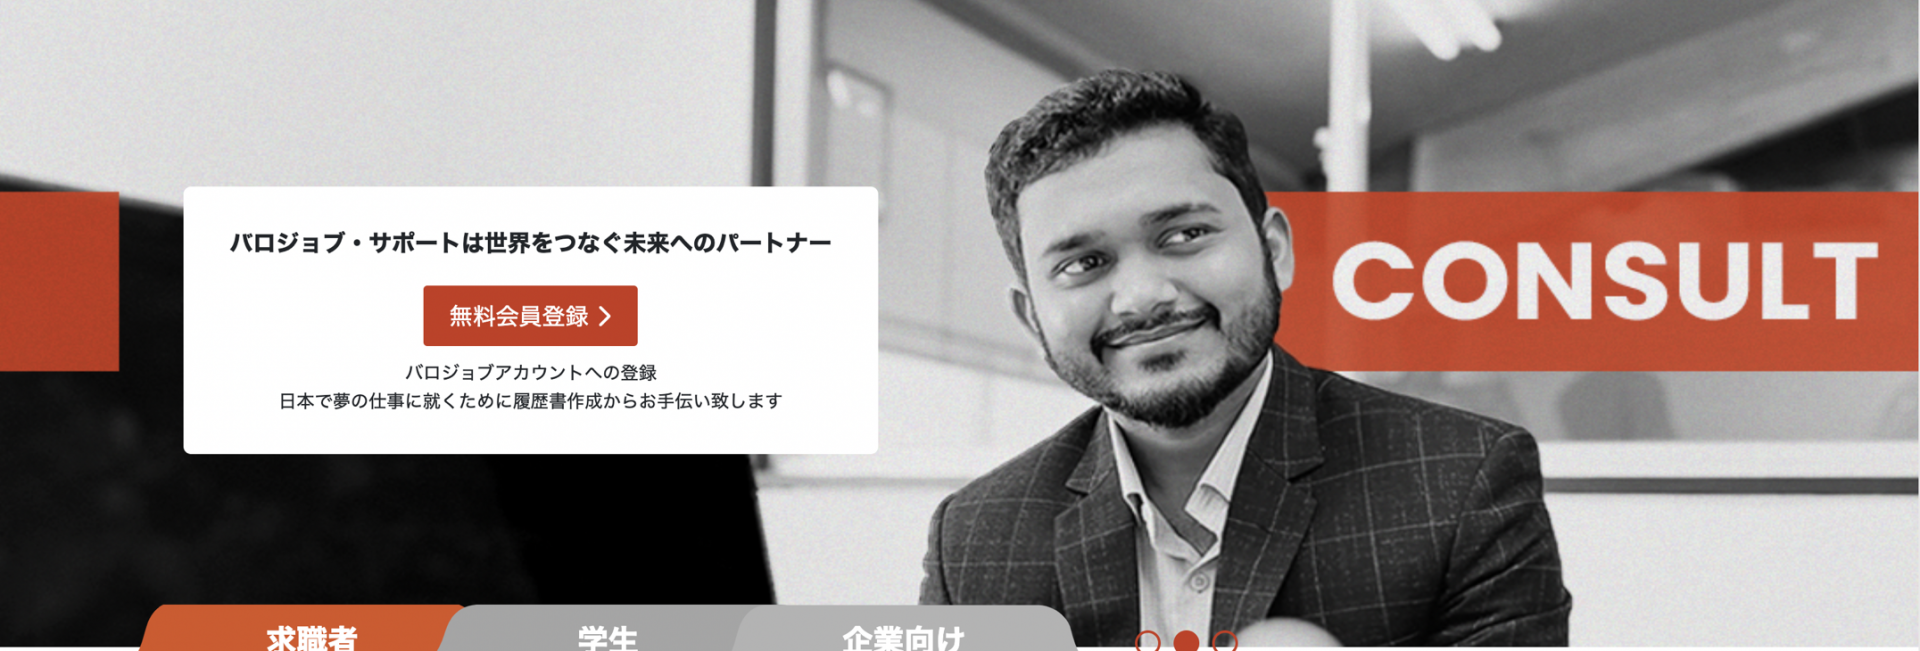 バロジョブ・サポートは世界をつなぐ未来へのパートナー
無料会員登録
バロジョブアカウントへの登録
日本で夢の仕事に就くために履歴書作成からお手伝い致します
CONSULT
求職者
学生
企業向け